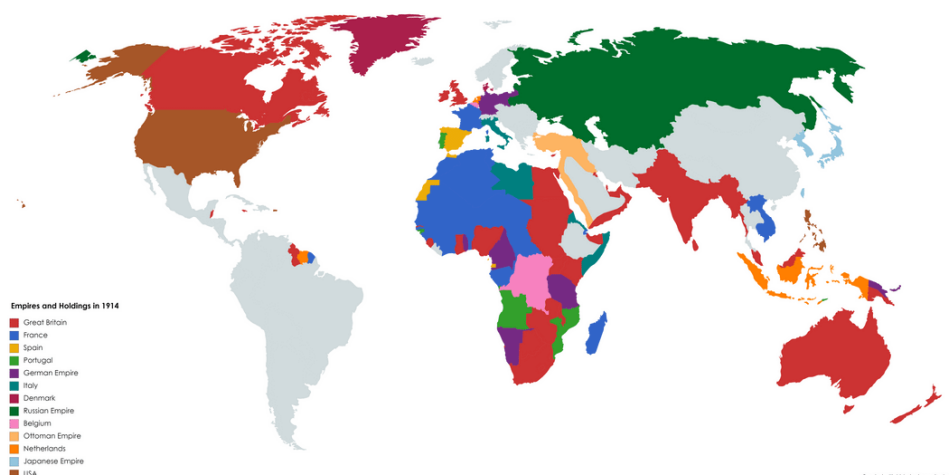 Empires and Holdings in 1914
Great Britain
France
Spain
Portugal
German Empire
Italy
Denmark
Russian Empire
Belgium
Ottoman Empire
Netherlands
Japanese Empire
USA